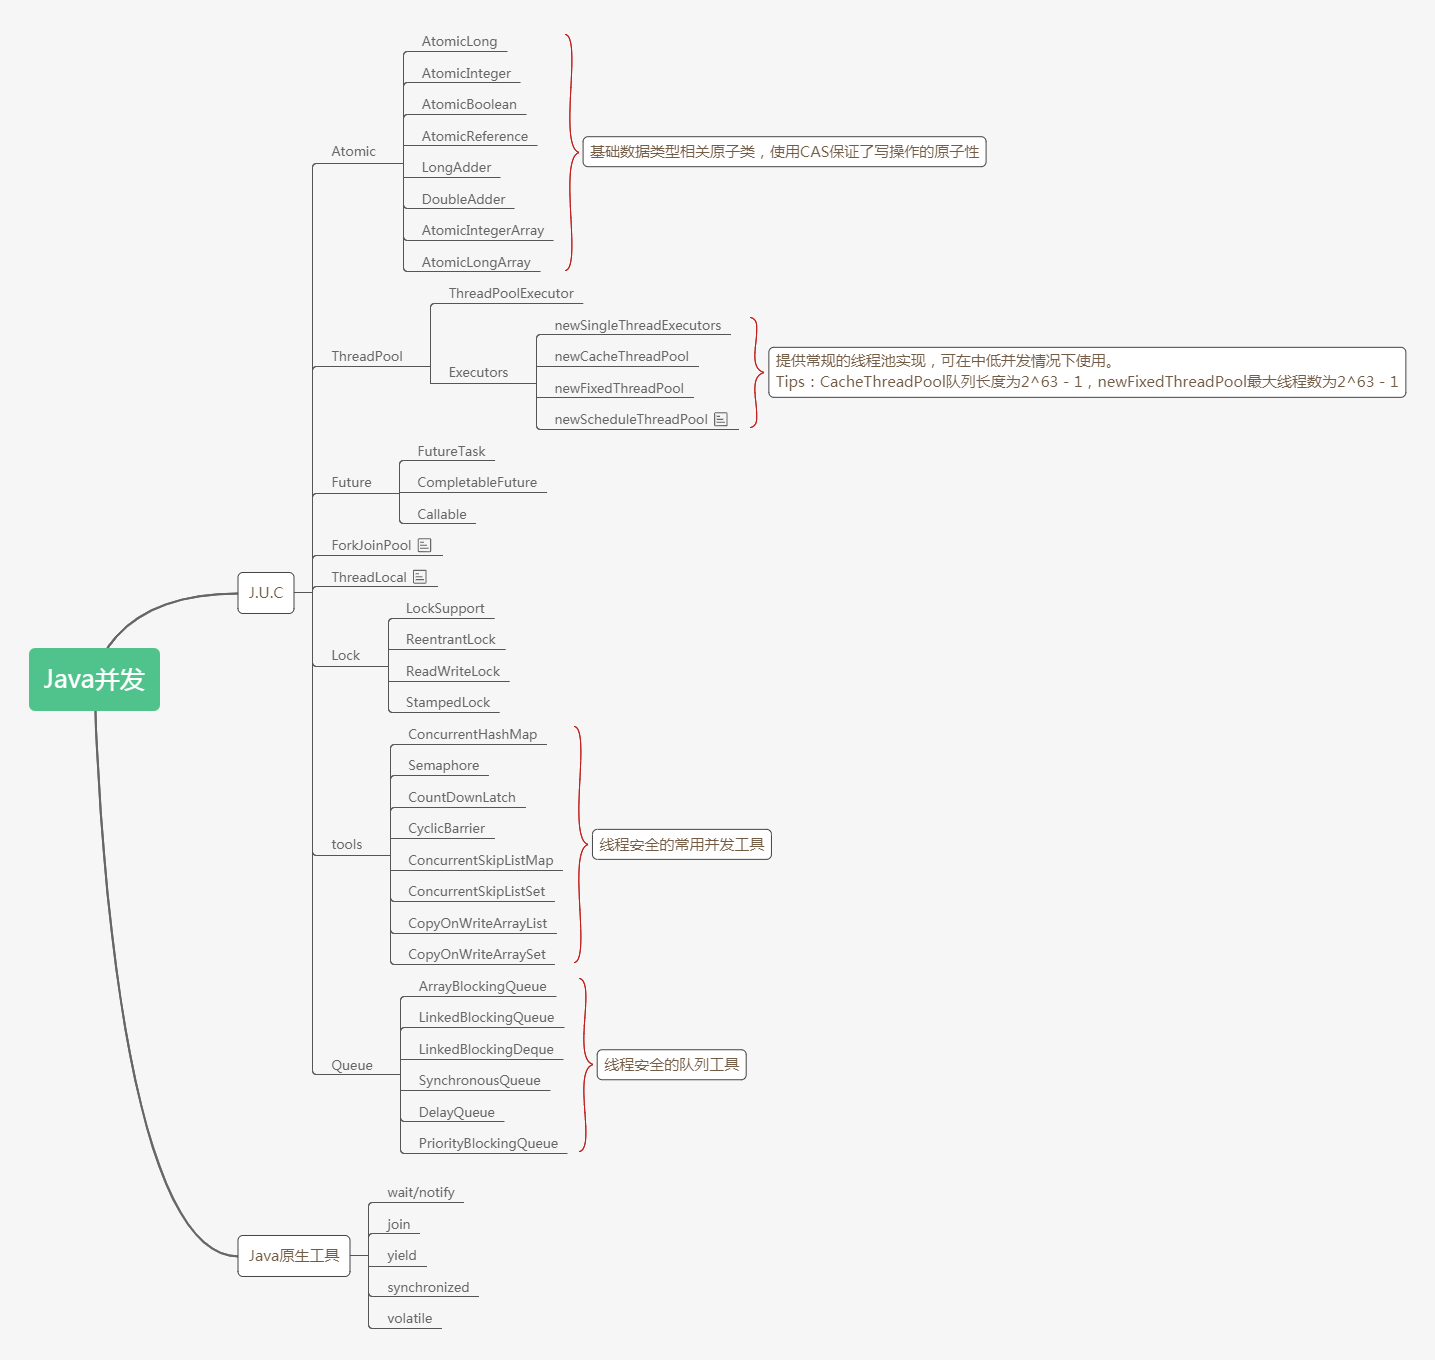 Java并发
J.U.C
Atomic
AtomicLong
AtomicInteger
AtomicBoolean
AtomicReference
LongAdder
DoubleAdder
AtomicIntegerArray
AtomicLongArray
基础数据类型相关原子类，使用CAS保证了写操作的原子性
ThreadPool
ThreadPoolExecutor
Executors
newSingleThreadExecutors
newCacheThreadPool
newFixedThreadPool
newScheduleThreadPool
提供常规的线程池实现，可在中低并发情况下使用。
Tips：CacheThreadPool队列长度为2^63 - 1，newFixedThreadPool最大线程数为2^63 - 1
Future
FutureTask
CompletableFuture
Callable
ForkJoinPool
ThreadLocal
Lock
LockSupport
ReentrantLock
ReadWriteLock
StampedLock
tools
ConcurrentHashMap
Semaphore
CountDownLatch
CyclicBarrier
ConcurrentSkipListMap
ConcurrentSkipListSet
CopyOnWriteArrayList
CopyOnWriteArraySet
线程安全的常用并发工具
Queue
ArrayBlockingQueue
LinkedBlockingQueue
LinkedBlockingDeque
SynchronousQueue
DelayQueue
PriorityBlockingQueue
线程安全的队列工具
Java原生工具
wait/notify
join
yield
synchronized
volatile